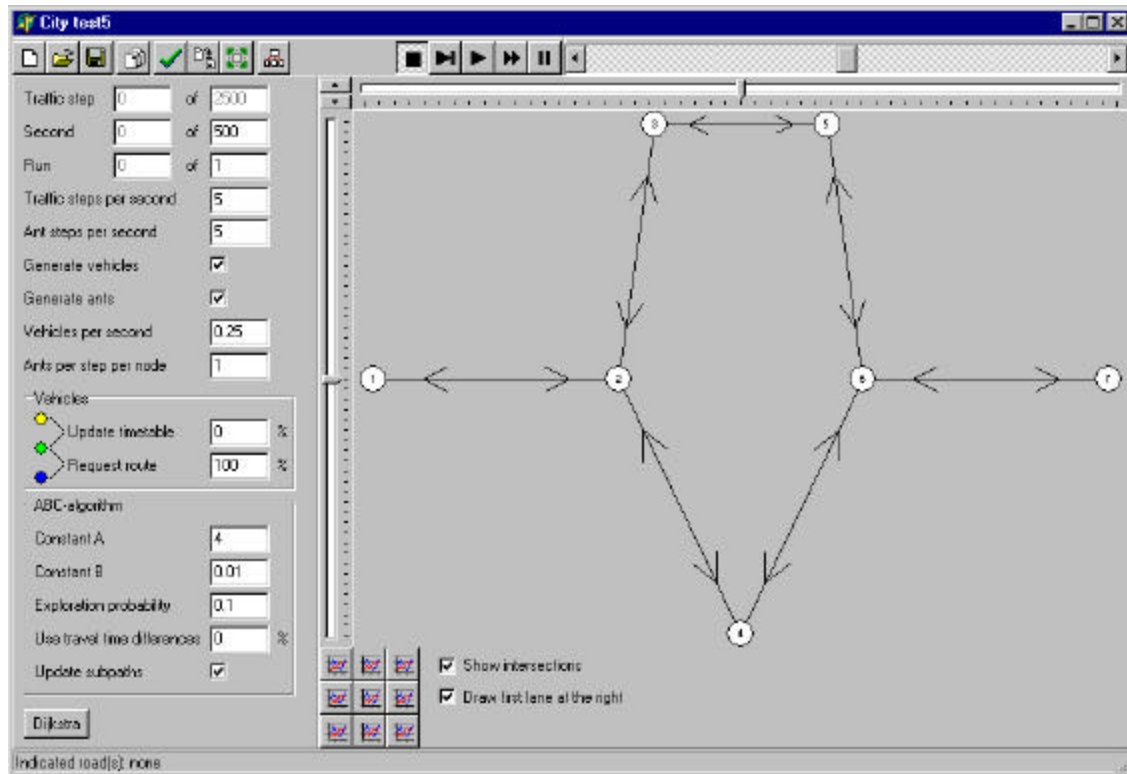 City test5
Traffic step 0 of 2500
Second 0 of 500
Run 0 of 1
Traffic steps per second 5
Ant steps per second 5
Generate vehicles
Generate ants
Vehicles per second 0.25
Ants per step per node 1
Vehicles
Update timetable 0 %
Request route 100 %
ABC-algorithm
Constant A 4
Constant B 0.01
Exploration probability 0.1
Use travel time differences 0 %
Update subpaths
Dijkstra
3 5
1 2 6 7
4
Show intersections
Draw first lane at the right
Indicated road(s): none